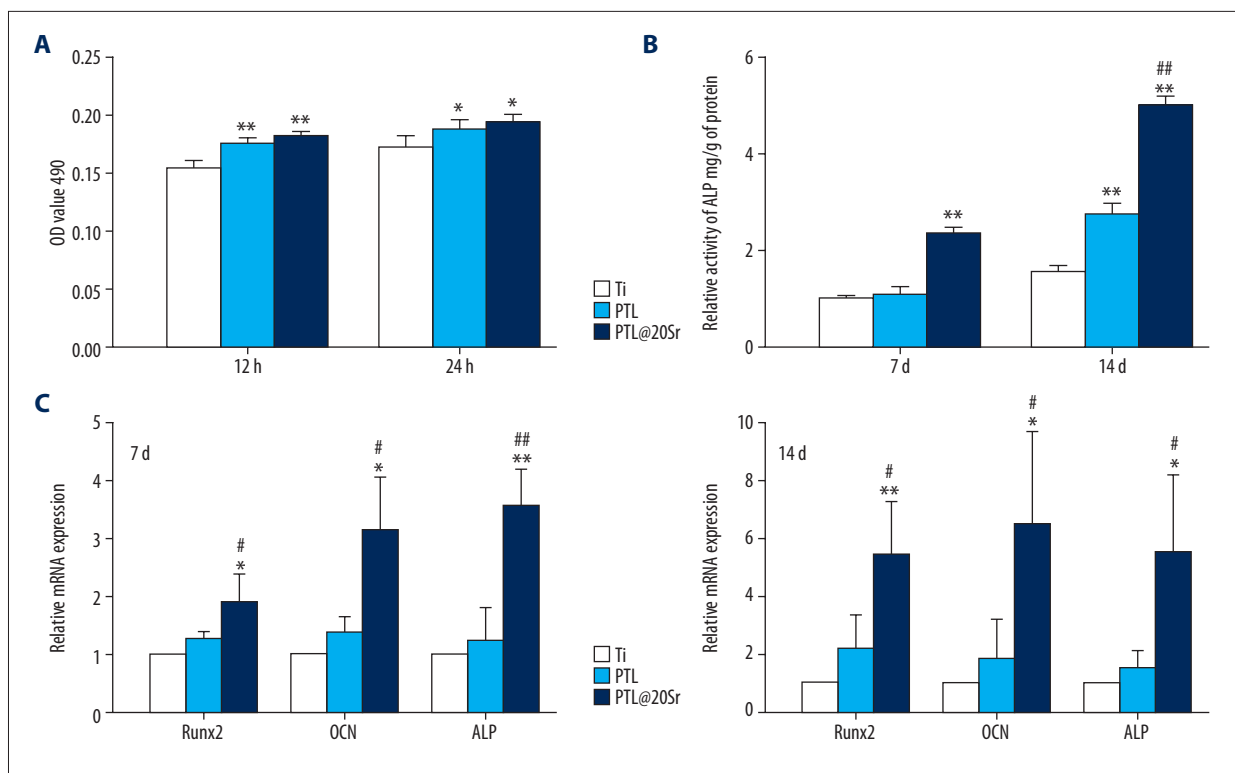 A
OD value 490
0.25
0.20
0.15
0.10
0.05
0.00
** **
* *
12 h 24 h
Ti
PTL
PTL@20Sr
B
Relative activity of ALP mg/g of protein
6
4
2
0
**
**
##
**
7 d 14 d
C
Relative mRNA expression
5
4
3
2
1
0
7 d
#
*
#
*
##
**
Runx2 OCN ALP
Ti
PTL
PTL@20Sr
Relative mRNA expression
10
8
6
4
2
0
14 d
#
**
#
*
#
*
Runx2 OCN ALP